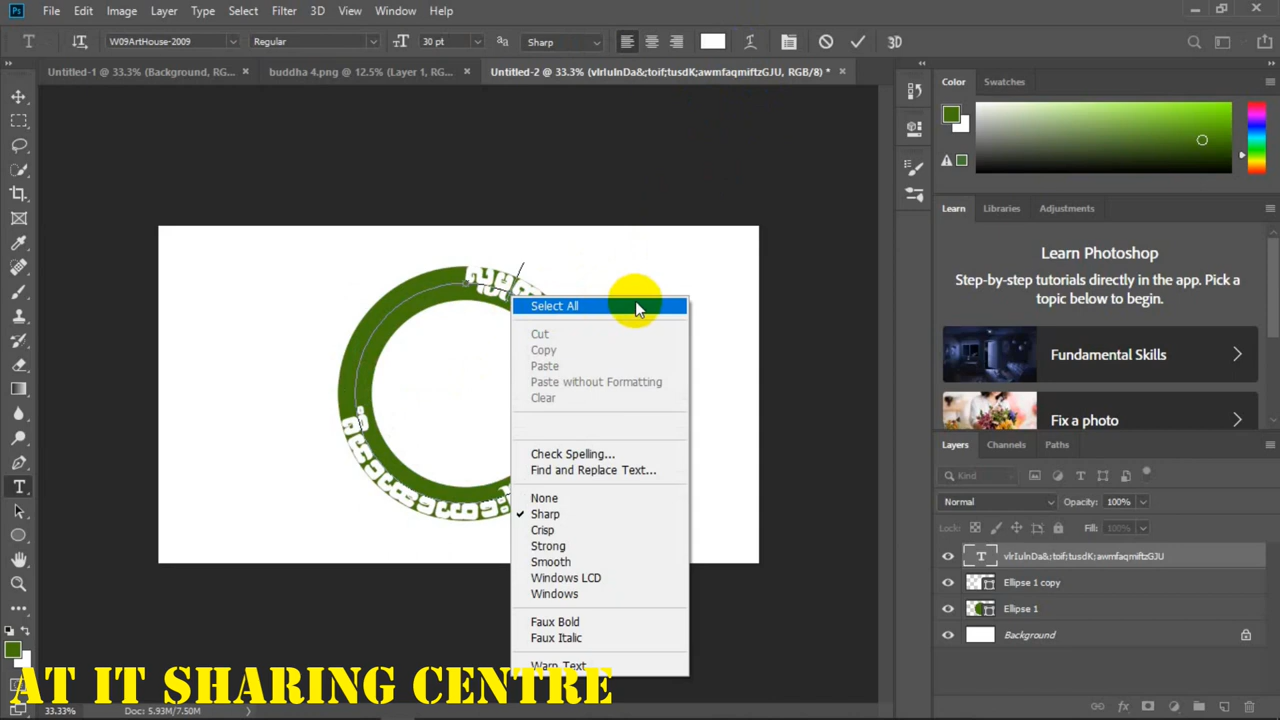 Ps File Edit Image Layer Type Select Filter 3D View Window Help
W09ArtHouse-2009 Regular 30 pt Sharp 3D
Untitled-1 @ 33.3% (Background, RG... × buddha 4.png @ 12.5% (Layer 1, RG... × Untitled-2 @ 33.3% (vlrIulnDa&;toif;tusdK;awmfaqmiftzGJU, RGB/8) * ×
Color Swatches
Learn Libraries Adjustments
Learn Photoshop
Step-by-step tutorials directly in the app. Pick a topic below to begin.
Fundamental Skills
Fix a photo
Select All
Cut
Copy
Paste
Paste without Formatting
Clear
Check Spelling...
Find and Replace Text...
None
Sharp
Crisp
Strong
Smooth
Windows LCD
Windows
Faux Bold
Faux Italic
Warp Text
Layers Channels Paths
Kind
Normal Opacity: 100%
Lock: Fill: 100%
vlrIulnDa&;toif;tusdK;awmfaqmiftzGJU
Ellipse 1 copy
Ellipse 1
Background
AT IT SHARING CENTRE
33.33% Doc: 5.93M/7.50M